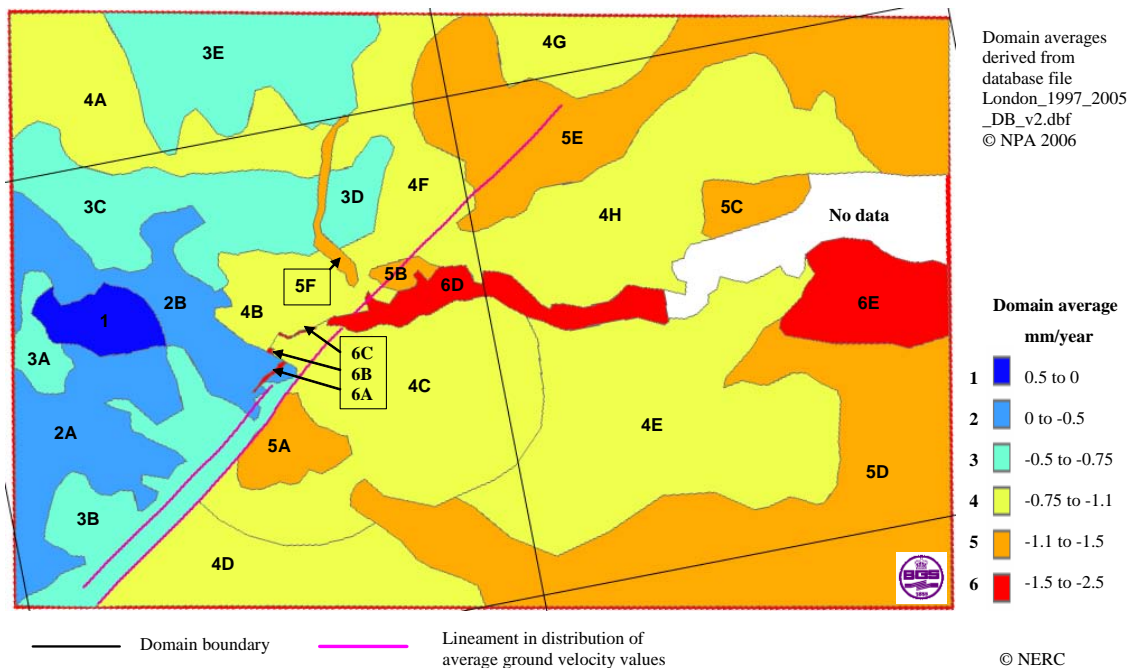 3E
4G
4A
5E
Domain averages
derived from
database file
London_1997_2005
_DB_v2.dbf
© NPA 2006
3C
3D
4F
4H
5C
No data
5F
5B
6D
1
2B
4B
6E
3A
6C
6B
6A
4C
2A
5A
4E
5D
3B
4D
BGS
1835
Domain average
mm/year
1 0.5 to 0
2 0 to -0.5
3 -0.5 to -0.75
4 -0.75 to -1.1
5 -1.1 to -1.5
6 -1.5 to -2.5
Domain boundary
Lineament in distribution of
average ground velocity values
© NERC